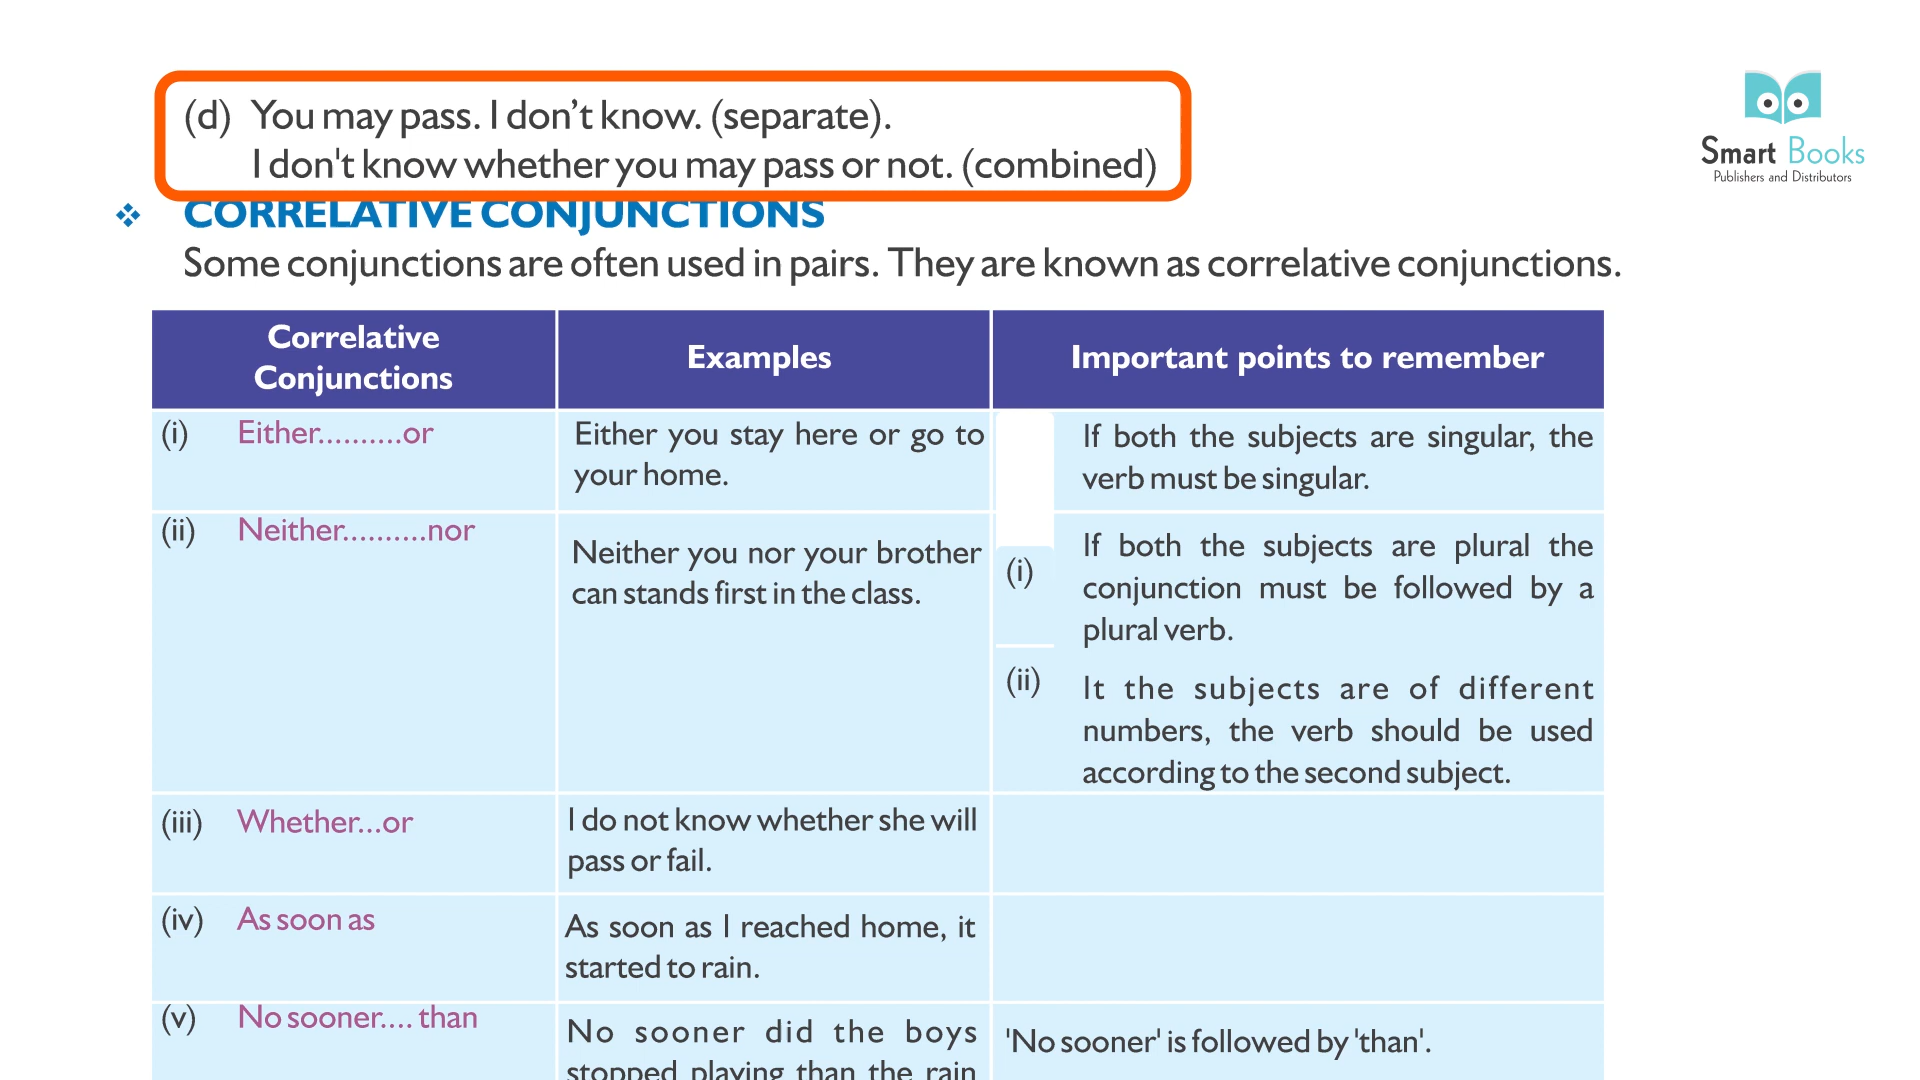 (d) You may pass. I don’t know. (separate).
I don't know whether you may pass or not. (combined)
Smart Books
Publishers and Distributors
❖ CORRELATIVE CONJUNCTIONS
Some conjunctions are often used in pairs. They are known as correlative conjunctions.
Correlative
Conjunctions
Examples
Important points to remember
(i) Either..........or
Either you stay here or go to
your home.
If both the subjects are singular, the
verb must be singular.
(ii) Neither..........nor
Neither you nor your brother
can stands first in the class.
(i) If both the subjects are plural the
conjunction must be followed by a
plural verb.
(ii) It the subjects are of different
numbers, the verb should be used
according to the second subject.
(iii) Whether...or
I do not know whether she will
pass or fail.
(iv) As soon as
As soon as I reached home, it
started to rain.
(v) No sooner.... than
No sooner did the boys
stopped playing than the rain
'No sooner' is followed by 'than'.